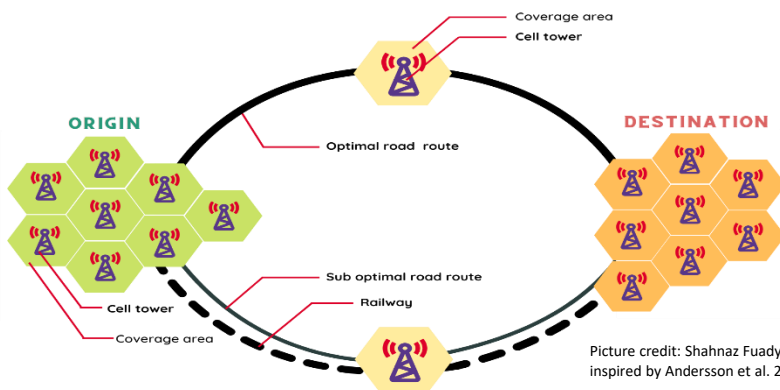 Coverage area
Cell tower
ORIGIN
DESTINATION
Optimal road route
Sub optimal road route
Railway
Cell tower
Coverage area
Picture credit: Shahnaz Fuady
inspired by Andersson et al. 2